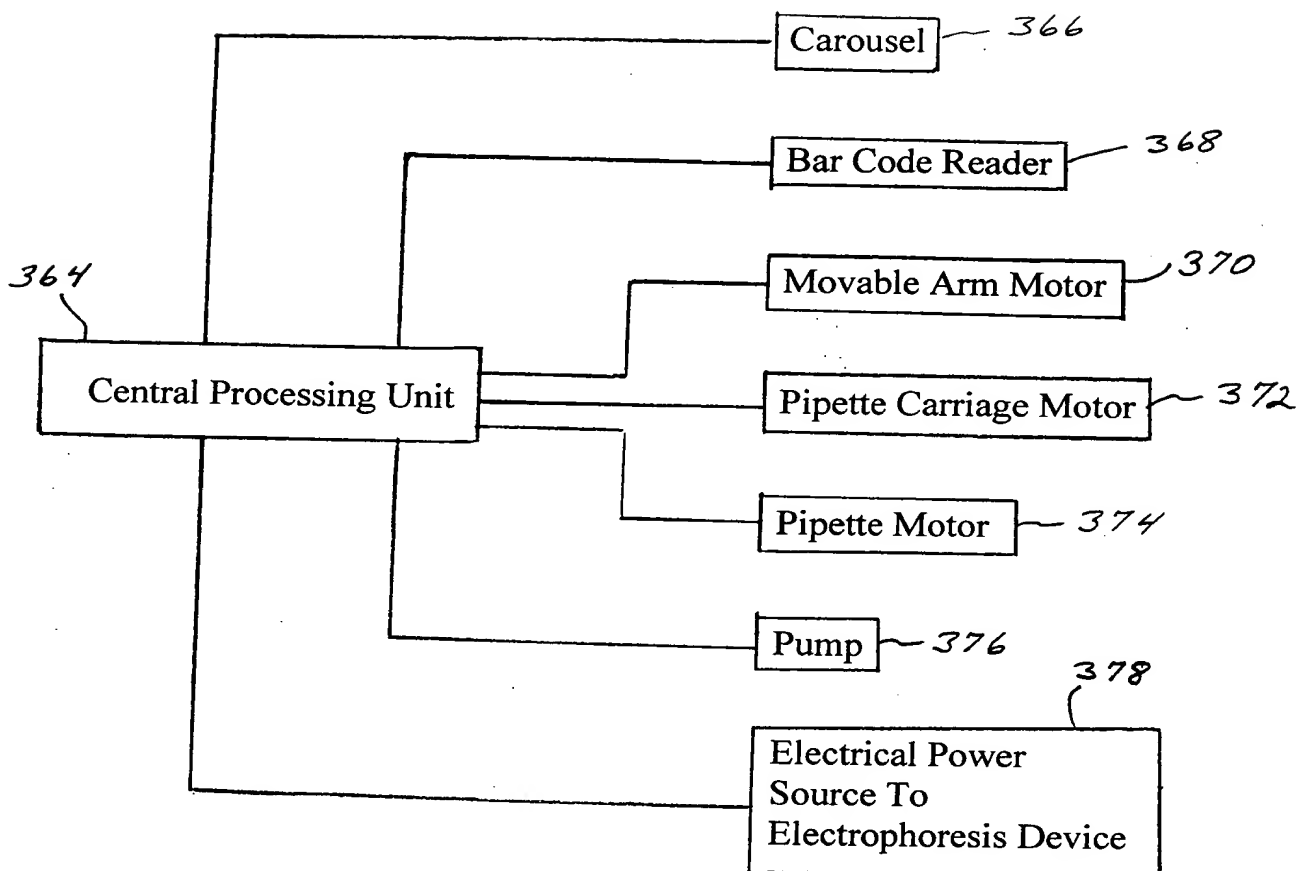 Carousel 366
Bar Code Reader 368
364
Movable Arm Motor 370
Central Processing Unit
Pipette Carriage Motor 372
Pipette Motor 374
Pump 376
378
Electrical Power
Source To
Electrophoresis Device